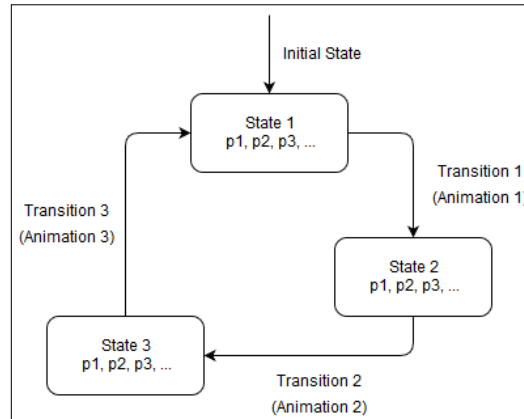 Initial State
State 1
p1, p2, p3, ...
Transition 1
(Animation 1)
State 2
p1, p2, p3, ...
Transition 3
(Animation 3)
State 3
p1, p2, p3, ...
Transition 2
(Animation 2)